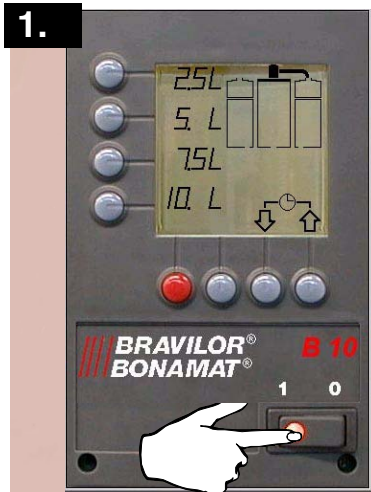 1.
2.5L
5. L
7.5L
10. L
BRAVILOR®
BONAMAT®
B 10
1 0